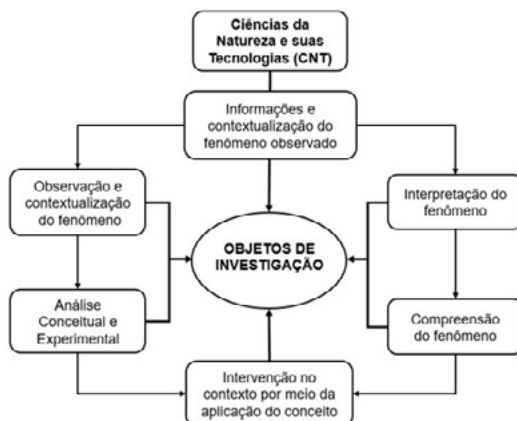 Ciências da
Natureza e suas
Tecnologias (CNT)
Informações e
contextualização do
fenômeno observado
Observação e
contextualização
do fenômeno
Interpretação do
fenômeno
OBJETOS DE
INVESTIGAÇÃO
Análise
Conceitual e
Experimental
Compreensão
do fenômeno
Intervenção no
contexto por meio da
aplicação do conceito